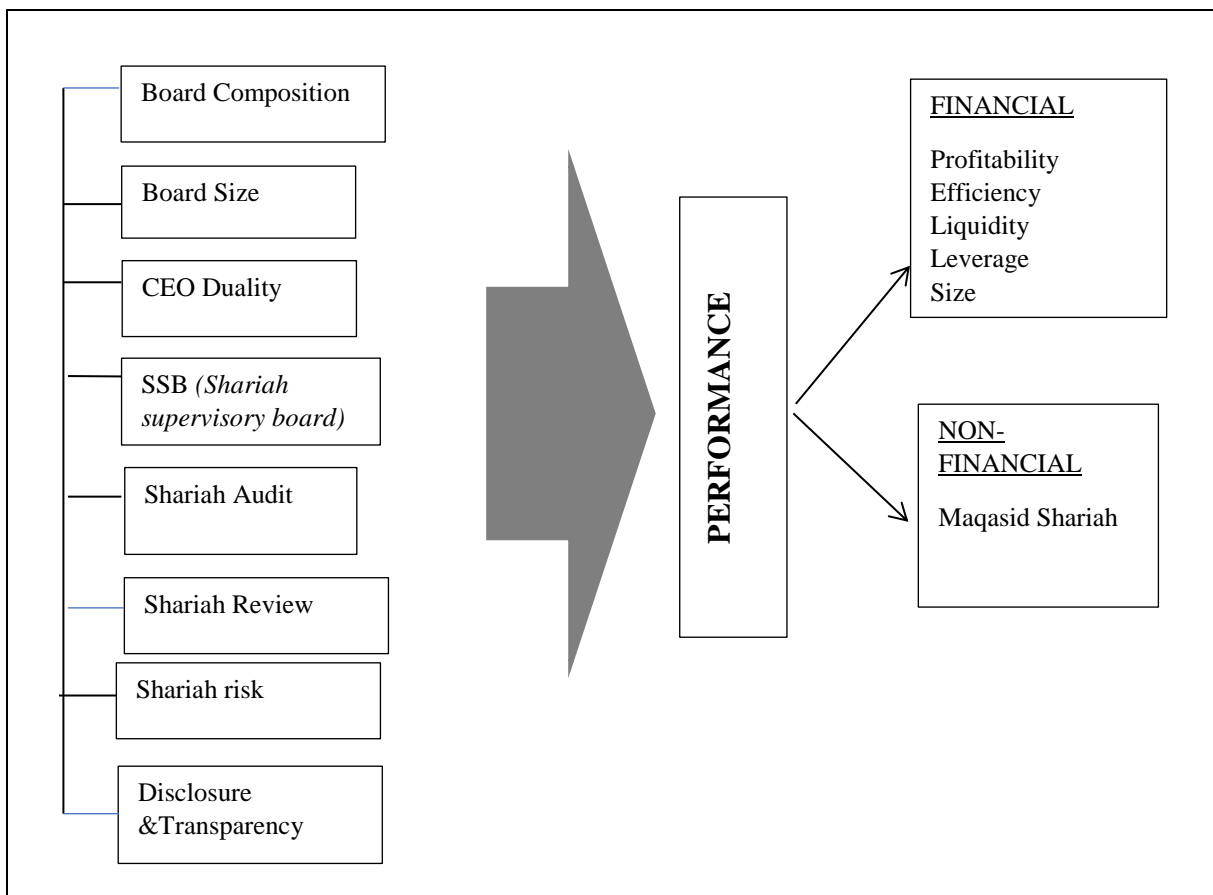 Board Composition
Board Size
CEO Duality
SSB (Shariah
supervisory board)
Shariah Audit
Shariah Review
Shariah risk
Disclosure
&Transparency
PERFORMANCE
FINANCIAL
Profitability
Efficiency
Liquidity
Leverage
Size
NON-
FINANCIAL
Maqasid Shariah